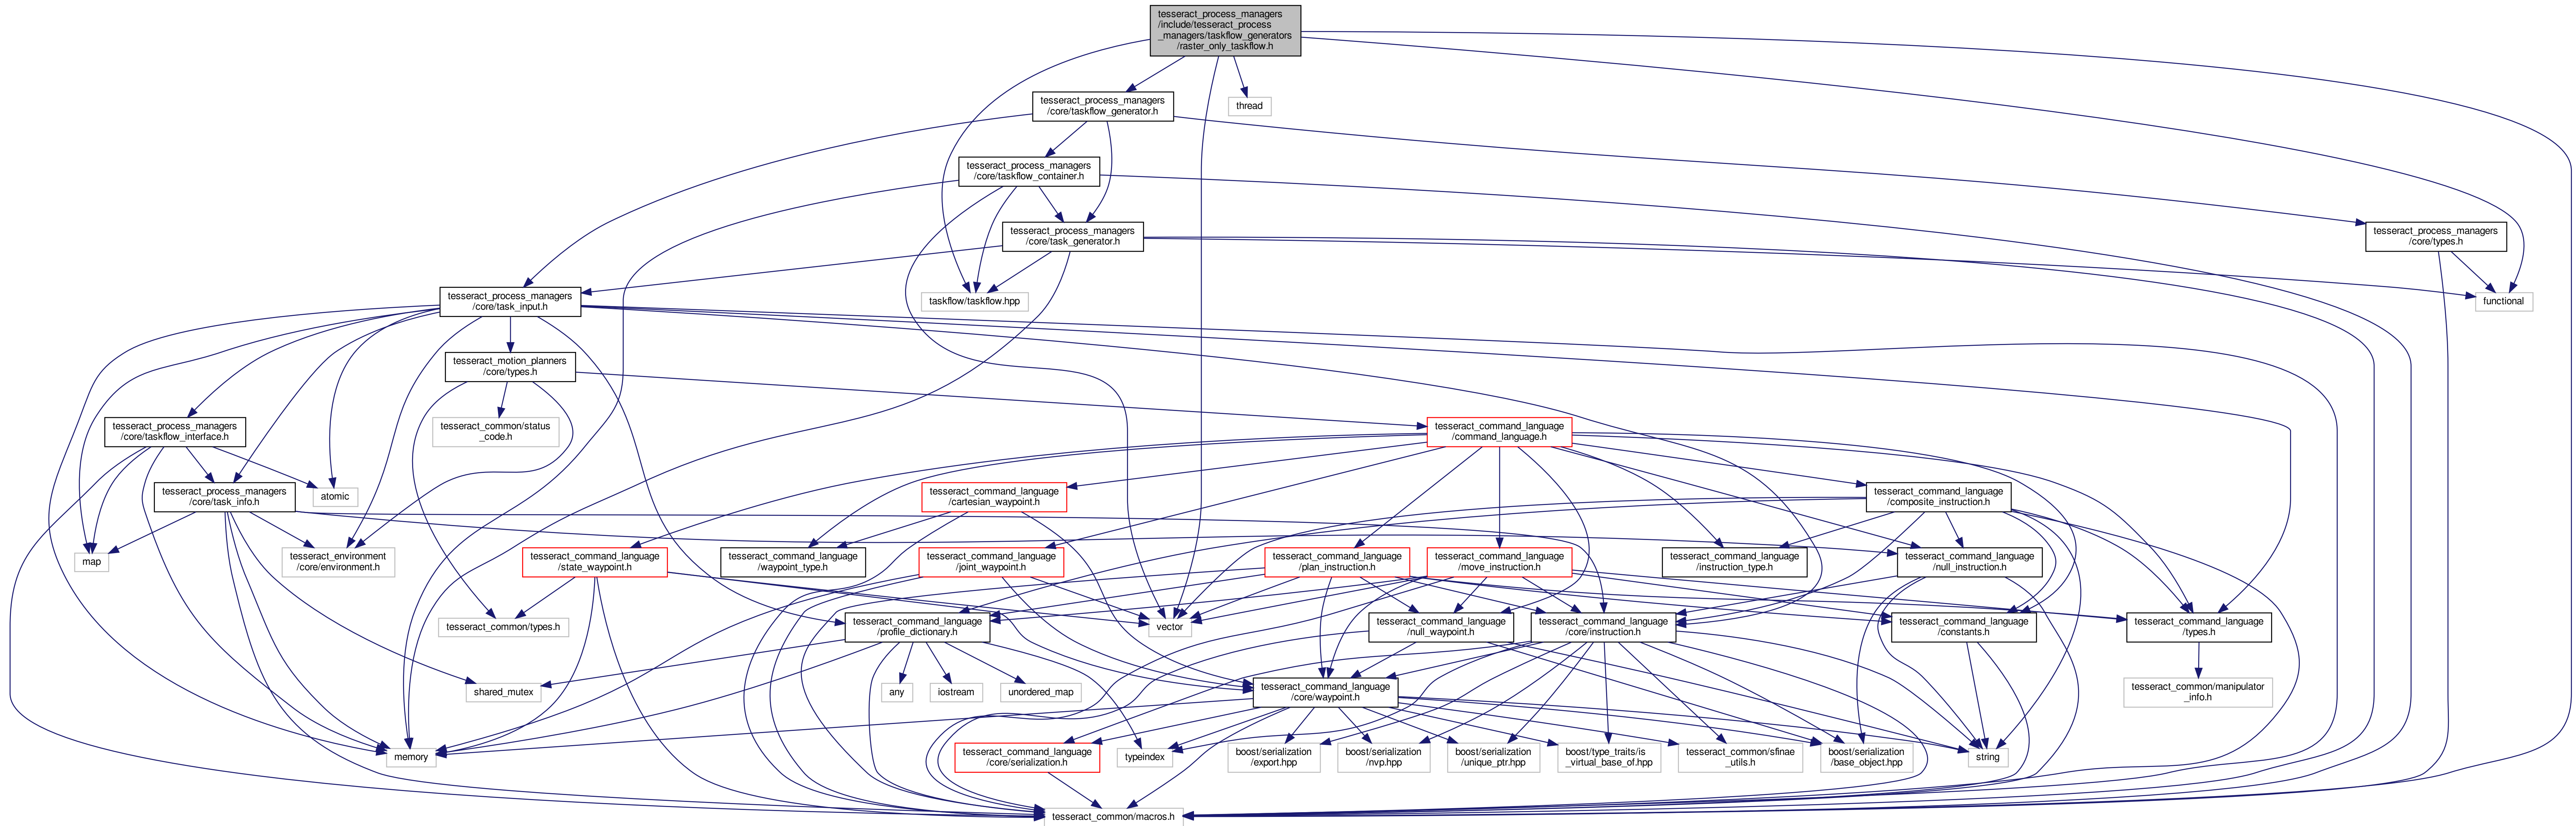 tesseract_process_managers
/include/tesseract_process
_managers/taskflow_generators
/raster_only_taskflow.h
tesseract_process_managers
/core/taskflow_generator.h
thread
tesseract_process_managers
/core/taskflow_container.h
tesseract_process_managers
/core/task_generator.h
tesseract_process_managers
/core/types.h
tesseract_process_managers
/core/task_input.h
taskflow/taskflow.hpp
functional
tesseract_motion_planners
/core/types.h
tesseract_process_managers
/core/taskflow_interface.h
tesseract_common/status
_code.h
tesseract_command_language
/command_language.h
tesseract_process_managers
/core/task_info.h
atomic
tesseract_command_language
/cartesian_waypoint.h
tesseract_command_language
/composite_instruction.h
map
tesseract_environment
/core/environment.h
tesseract_command_language
/state_waypoint.h
tesseract_command_language
/waypoint_type.h
tesseract_command_language
/joint_waypoint.h
tesseract_command_language
/plan_instruction.h
tesseract_command_language
/move_instruction.h
tesseract_command_language
/instruction_type.h
tesseract_command_language
/null_instruction.h
tesseract_common/types.h
tesseract_command_language
/profile_dictionary.h
vector
tesseract_command_language
/null_waypoint.h
tesseract_command_language
/core/instruction.h
tesseract_command_language
/constants.h
tesseract_command_language
/types.h
shared_mutex
any
iostream
unordered_map
tesseract_command_language
/core/waypoint.h
tesseract_common/manipulator
_info.h
memory
tesseract_command_language
/core/serialization.h
typeindex
boost/serialization
/export.hpp
boost/serialization
/nvp.hpp
boost/serialization
/unique_ptr.hpp
boost/type_traits/is
_virtual_base_of.hpp
tesseract_common/sfinae
_utils.h
boost/serialization
/base_object.hpp
string
tesseract_common/macros.h